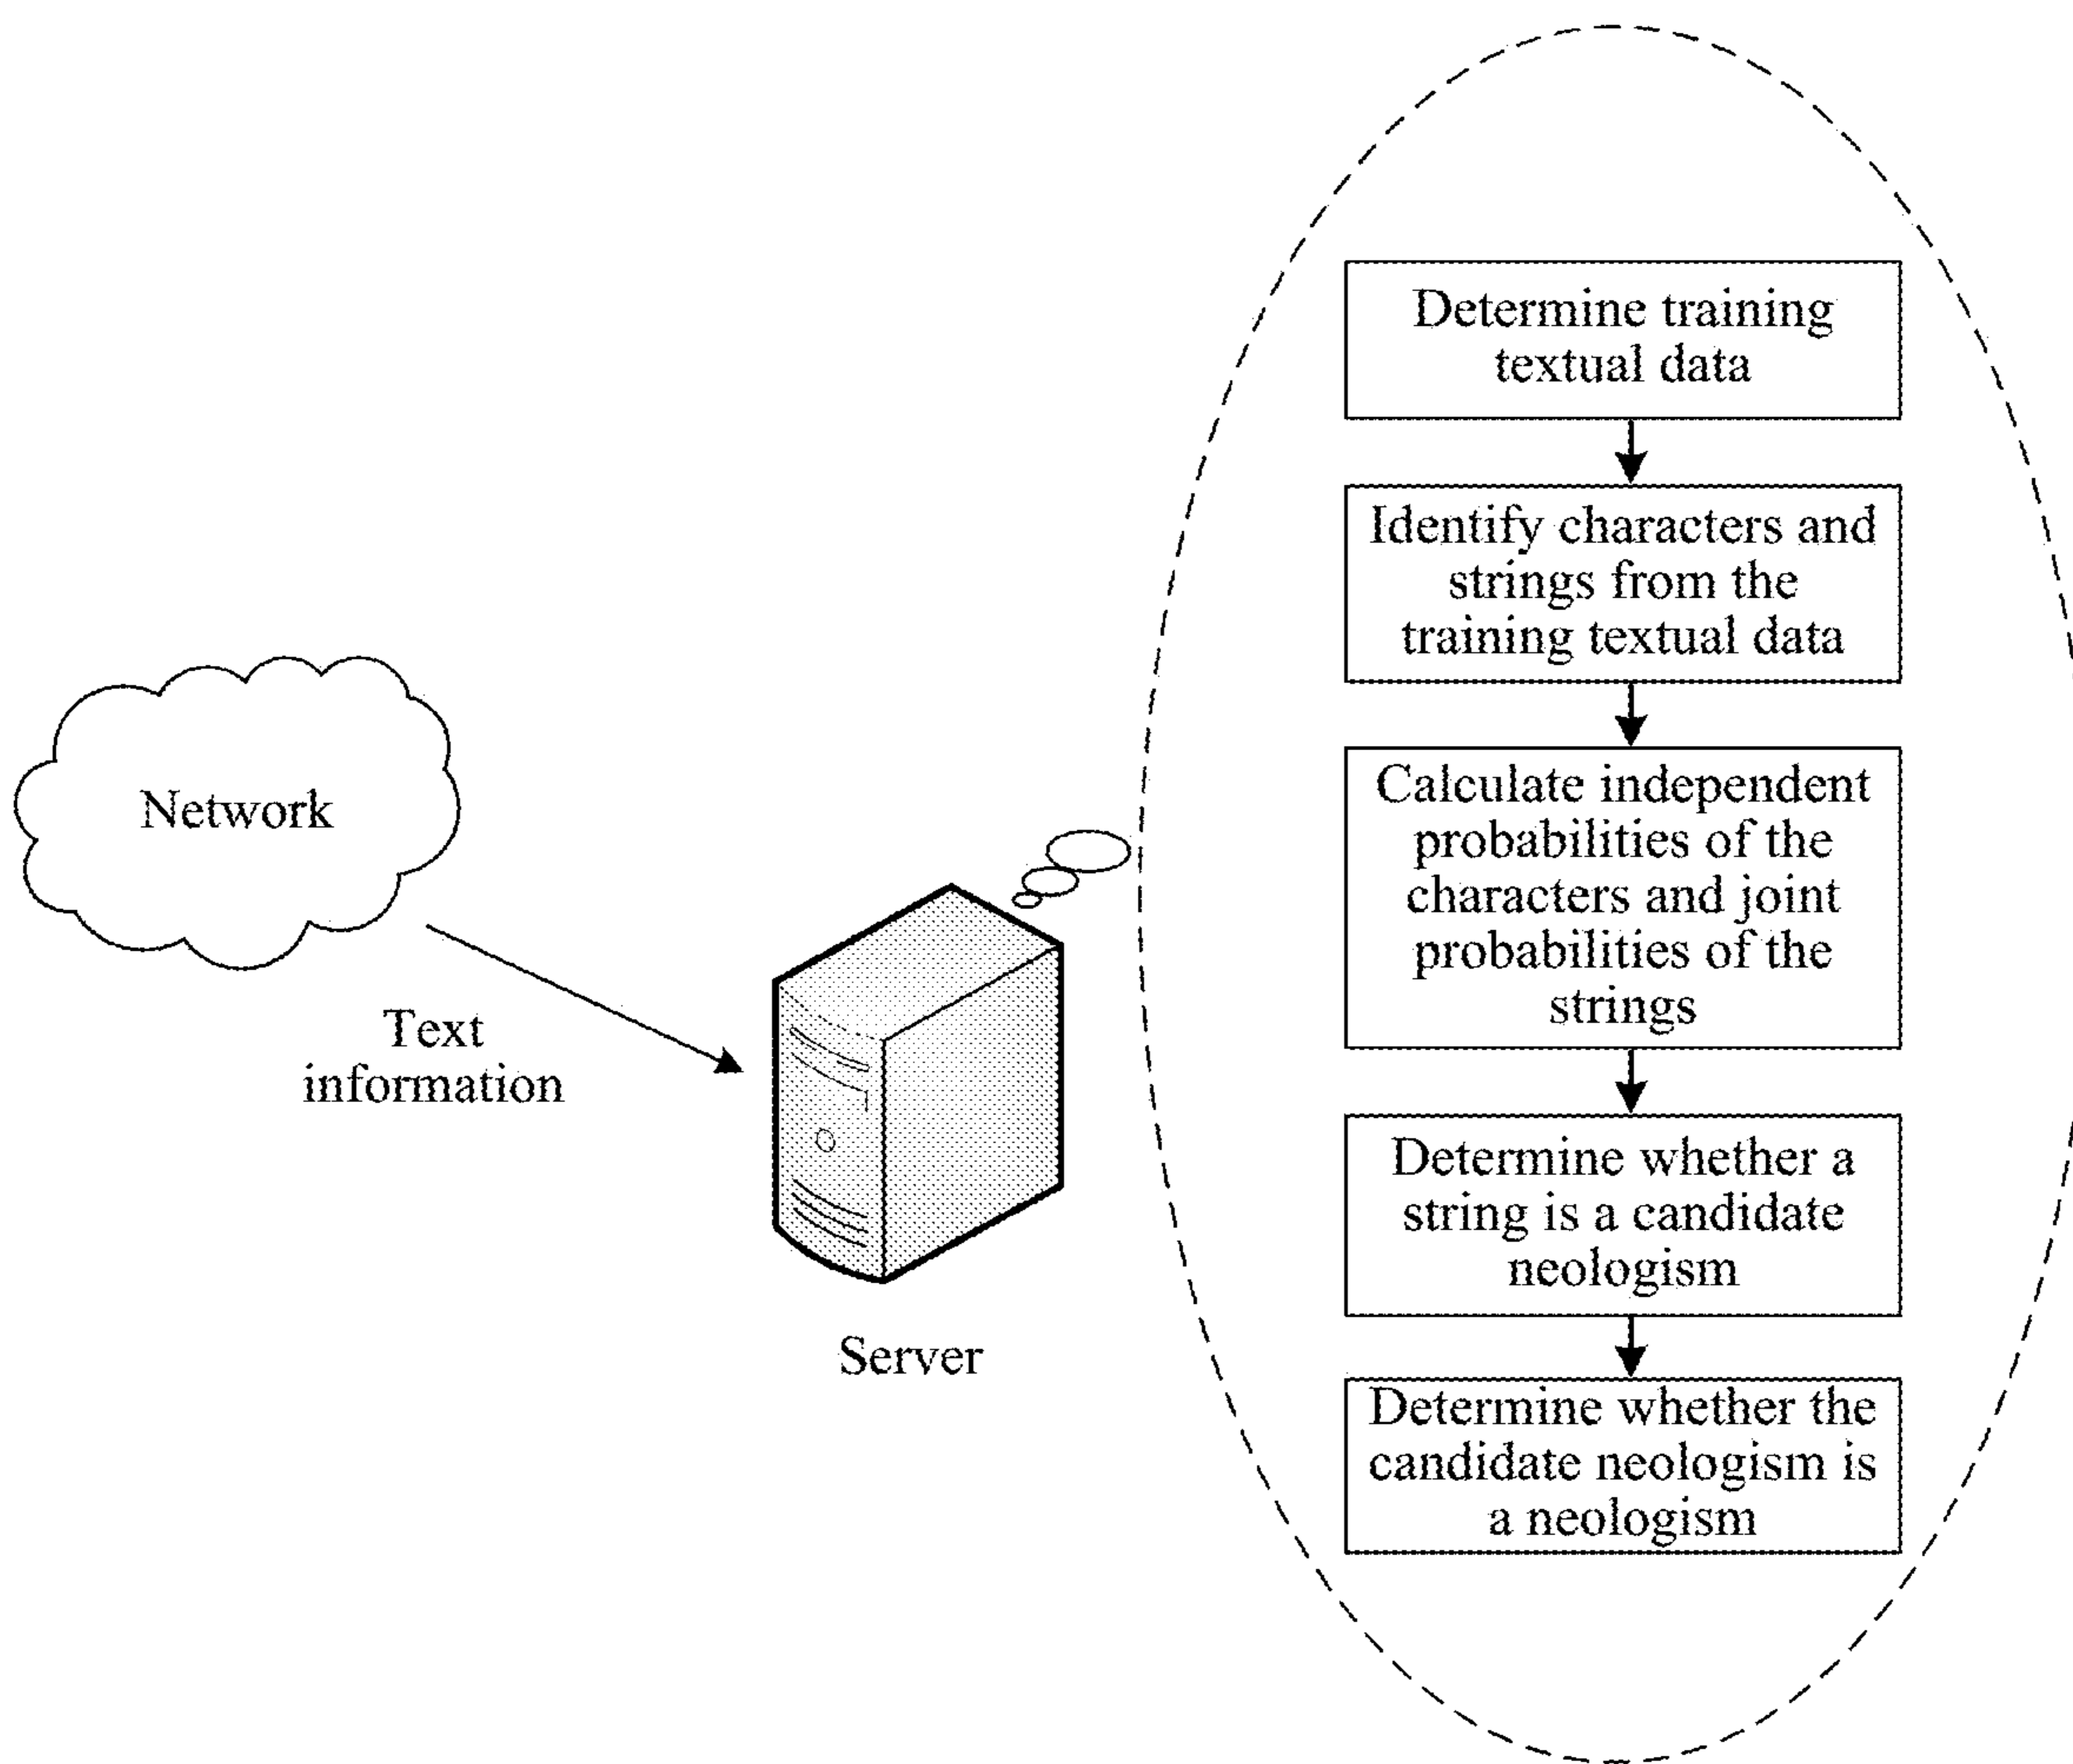 Network
Text
information
Server
Determine training
textual data
Identify characters and
strings from the
training textual data
Calculate independent
probabilities of the
characters and joint
probabilities of the
strings
Determine whether a
string is a candidate
neologism
Determine whether the
candidate neologism is
a neologism